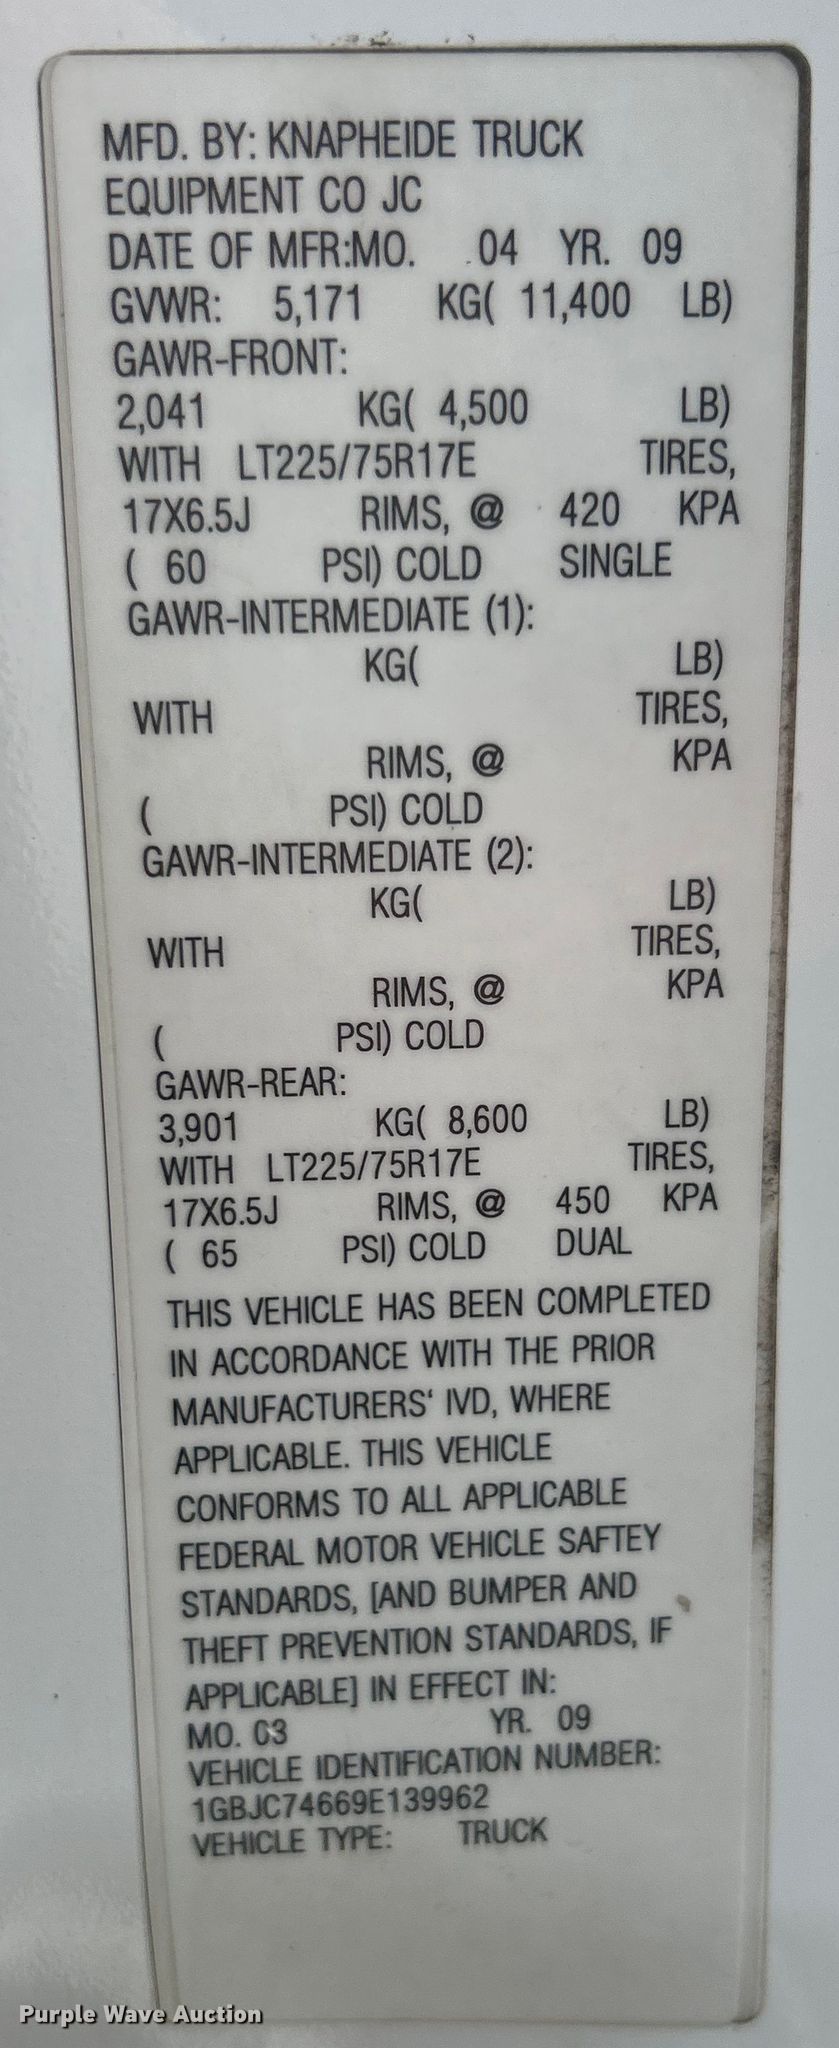 MFD. BY: KNAPHEIDE TRUCK
EQUIPMENT CO JC
DATE OF MFR:MO. 04 YR. 09
GVWR: 5,171 KG( 11,400 LB)
GAWR-FRONT:
2,041 KG( 4,500 LB)
WITH LT225/75R17E TIRES,
17X6.5J RIMS, @ 420 KPA
( 60 PSI) COLD SINGLE
GAWR-INTERMEDIATE (1):
KG( LB)
WITH TIRES,
RIMS, @ KPA
( PSI) COLD
GAWR-INTERMEDIATE (2):
KG( LB)
WITH TIRES,
RIMS, @ KPA
( PSI) COLD
GAWR-REAR:
3,901 KG( 8,600 LB)
WITH LT225/75R17E TIRES,
17X6.5J RIMS, @ 450 KPA
( 65 PSI) COLD DUAL
THIS VEHICLE HAS BEEN COMPLETED
IN ACCORDANCE WITH THE PRIOR
MANUFACTURERS' IVD, WHERE
APPLICABLE. THIS VEHICLE
CONFORMS TO ALL APPLICABLE
FEDERAL MOTOR VEHICLE SAFTEY
STANDARDS, [AND BUMPER AND
THEFT PREVENTION STANDARDS, IF
APPLICABLE] IN EFFECT IN:
MO. 03 YR. 09
VEHICLE IDENTIFICATION NUMBER:
1GBJC74669E139962
VEHICLE TYPE: TRUCK
Purple Wave Auction